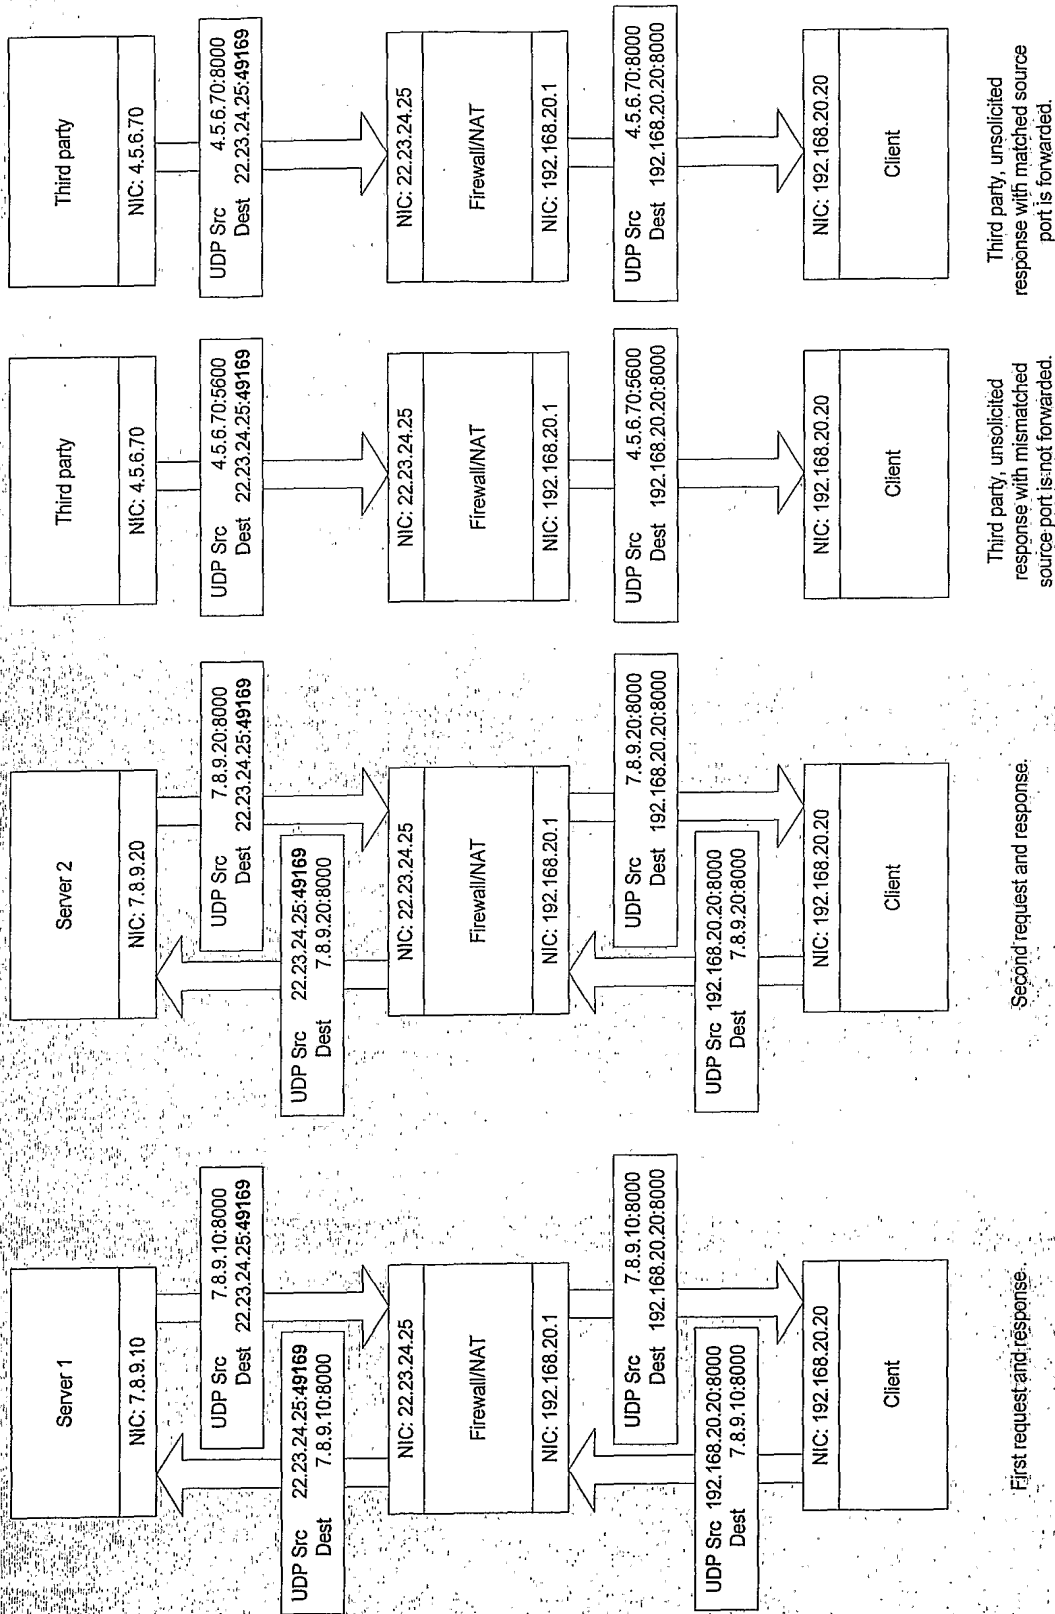 Server 1
NIC: 7.8.9.10
UDP Src 7.8.9.10:8000
Dest 22.23.24.25:49169
UDP Src 22.23.24.25:49169
Dest 7.8.9.10:8000
NIC: 22.23.24.25
Firewall/NAT
NIC: 192.168.20.1
UDP Src 7.8.9.10:8000
Dest 192.168.20.20:8000
UDP Src 192.168.20.20:8000
Dest 7.8.9.10:8000
NIC: 192.168.20.20
Client
First request and response.
Server 2
NIC: 7.8.9.20
UDP Src 7.8.9.20:8000
Dest 22.23.24.25:49169
UDP Src 22.23.24.25:49169
Dest 7.8.9.20:8000
NIC: 22.23.24.25
Firewall/NAT
NIC: 192.168.20.1
UDP Src 7.8.9.20:8000
Dest 192.168.20.20:8000
UDP Src 192.168.20.20:8000
Dest 7.8.9.20:8000
NIC: 192.168.20.20
Client
Second request and response.
Third party
NIC: 4.5.6.70
UDP Src 4.5.6.70:5600
Dest 22.23.24.25:49169
NIC: 22.23.24.25
Firewall/NAT
NIC: 192.168.20.1
UDP Src 4.5.6.70:5600
Dest 192.168.20.20:8000
NIC: 192.168.20.20
Client
Third party, unsolicited
response with mismatched
source port is not forwarded.
Third party
NIC: 4.5.6.70
UDP Src 4.5.6.70:8000
Dest 22.23.24.25:49169
NIC: 22.23.24.25
Firewall/NAT
NIC: 192.168.20.1
UDP Src 4.5.6.70:8000
Dest 192.168.20.20:8000
NIC: 192.168.20.20
Client
Third party, unsolicited
response with matched source
port is forwarded.